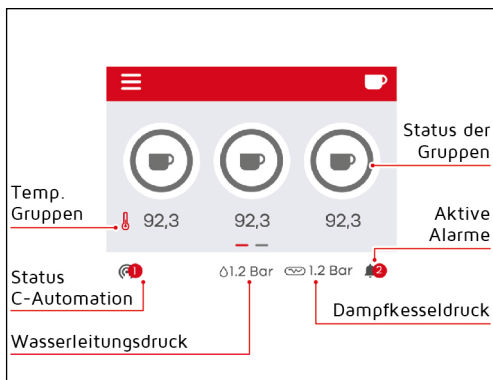 Status der
Gruppen
Temp.
Gruppen
92,3 92,3 92,3
Aktive
Alarme
Status
C-Automation
1
1.2 Bar 1.2 Bar
2
Dampfkesseldruck
Wasserleitungsdruck